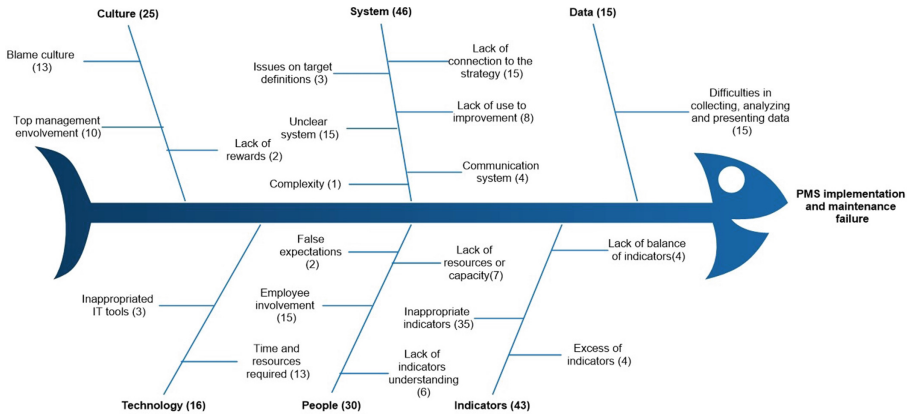 Culture (25)
System (46)
Data (15)
Blame culture
(13)
Top management
envolvement (10)
Lack of
rewards (2)
Issues on target
definitions (3)
Unclear
system (15)
Complexity (1)
Lack of
connection to the
strategy (15)
Lack of use to
improvement (8)
Communication
system (4)
Difficulties in
collecting, analyzing
and presenting data
(15)
PMS implementation
and maintenance
failure
Inappropriated
IT tools (3)
Time and
resources
required (13)
False
expectations
(2)
Employee
involvement
(15)
Lack of
resources or
capacity(7)
Lack of
indicators
understanding
(6)
Inappropriate
indicators (35)
Lack of balance
of indicators(4)
Excess of
indicators (4)
Technology (16)
People (30)
Indicators (43)